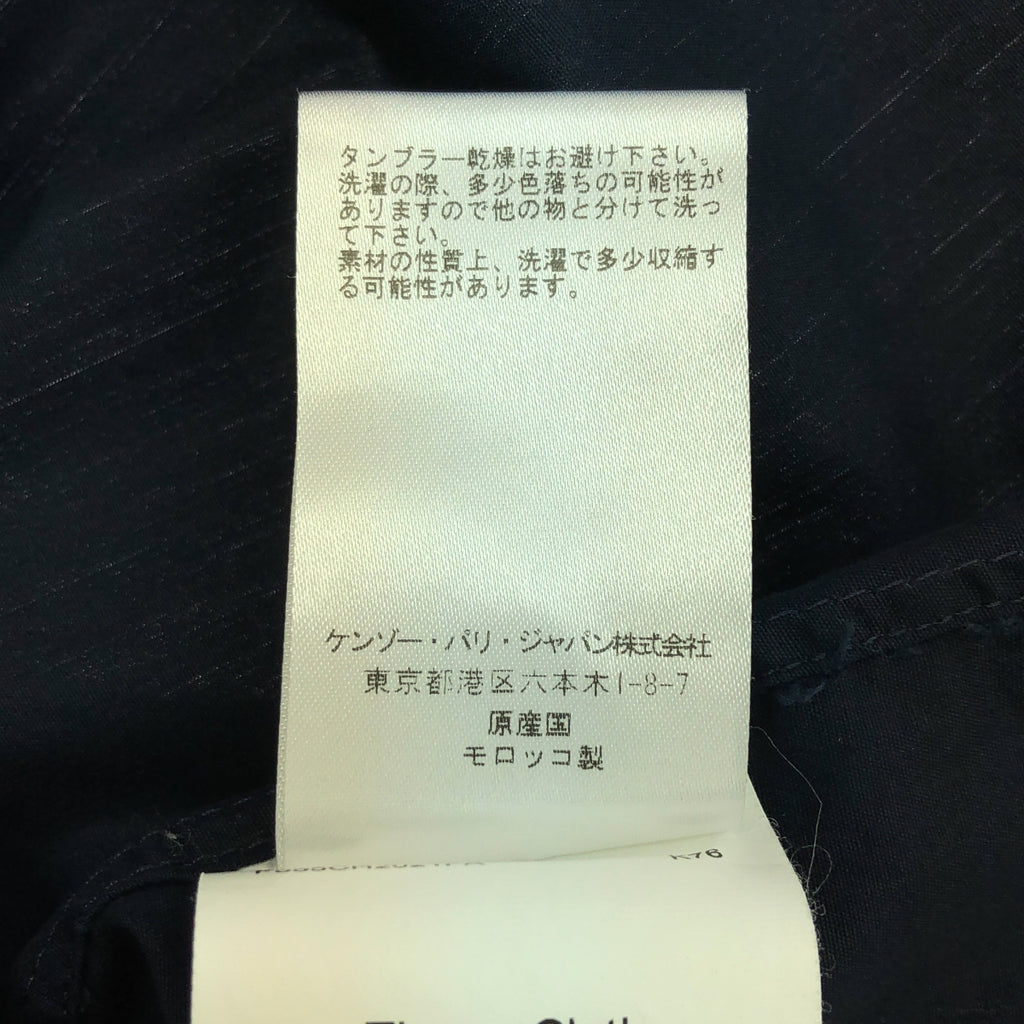 タンブラー乾燥はお避け下さい。
洗濯の際、多少色落ちの可能性が
ありますので他の物と分けて洗っ
て下さい。
素材の性質上、洗濯で多少収縮す
る可能性があります。
ケンゾー・パリ・ジャパン株式会社
東京都港区六本木1-8-7
原産国
モロッコ製